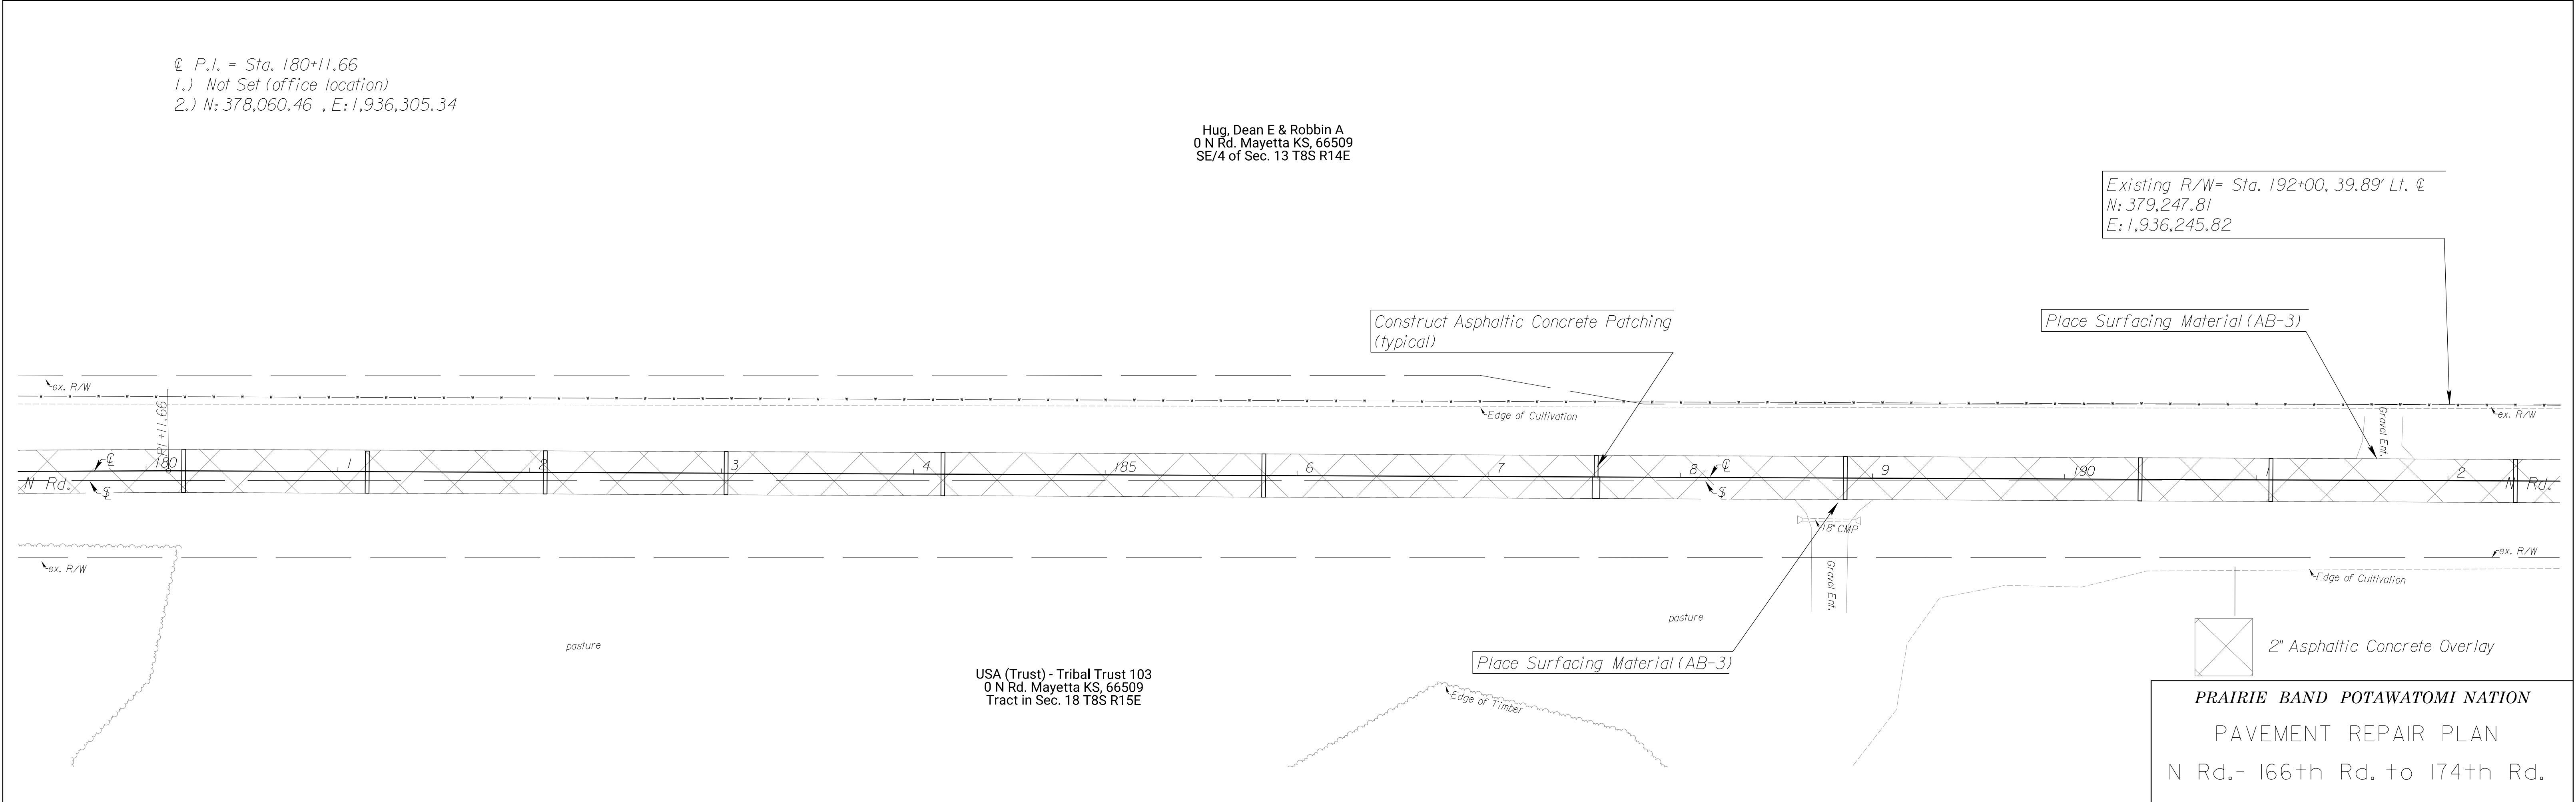 ℄ P.I. = Sta. 180+11.66
1.) Not Set (office location)
2.) N: 378,060.46 , E: 1,936,305.34
Hug, Dean E & Robbin A
0 N Rd. Mayetta KS, 66509
SE/4 of Sec. 13 T8S R14E
Existing R/W= Sta. 192+00, 39.89' Lt. ℄
N: 379,247.81
E: 1,936,245.82
Construct Asphaltic Concrete Patching
(typical)
Place Surfacing Material (AB-3)
ex. R/W
PI +11.66
Edge of Cultivation
Gravel Ent.
ex. R/W
℄
180
1
2
3
4
185
6
7
8
℄
9
190
1
2
N Rd.
N Rd.
18" CMP
ex. R/W
ex. R/W
Gravel Ent.
Edge of Cultivation
pasture
pasture
2" Asphaltic Concrete Overlay
Place Surfacing Material (AB-3)
USA (Trust) - Tribal Trust 103
0 N Rd. Mayetta KS, 66509
Tract in Sec. 18 T8S R15E
Edge of Timber
PRAIRIE BAND POTAWATOMI NATION
PAVEMENT REPAIR PLAN
N Rd.- 166th Rd. to 174th Rd.